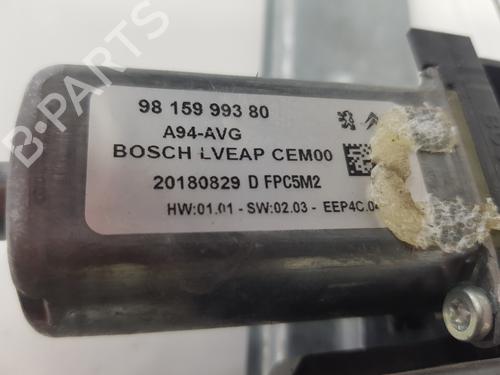 98 159 993 80
A94-AVG
BOSCH LVEAP CEM00
20180829 D FPC5M2
HW:01.01 - SW:02.03 - EEP4C.04
B-PARTS